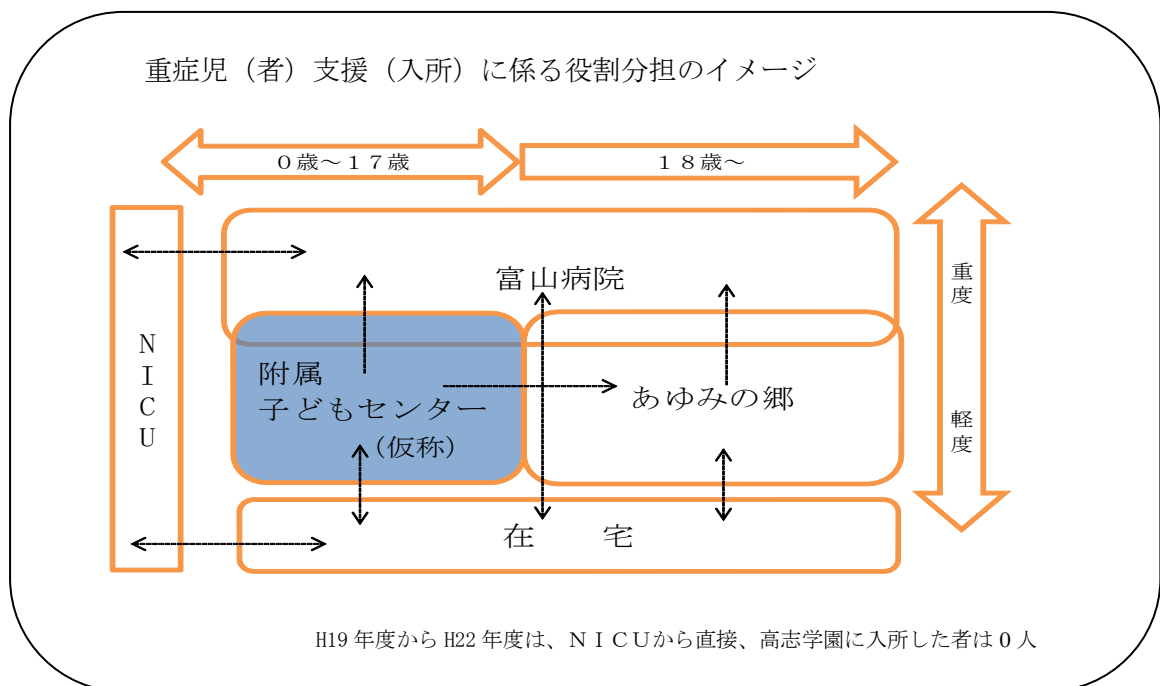 重症児（者）支援（入所）に係る役割分担のイメージ
０歳～１７歳
１８歳～
富山病院
重度
ＮＩＣＵ
附属
子どもセンター
（仮称）
あゆみの郷
軽度
在　　宅
H19 年度から H22 年度は、ＮＩＣＵから直接、高志学園に入所した者は 0 人